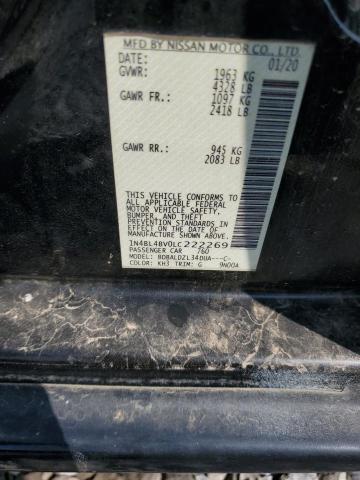 MFD BY NISSAN MOTOR CO., LTD.
DATE: 01/20
GVWR: 1963 KG
4328 LB
GAWR FR.: 1097 KG
2418 LB
GAWR RR.: 945 KG
2083 LB
THIS VEHICLE CONFORMS TO
ALL APPLICABLE FEDERAL
MOTOR VEHICLE SAFETY,
BUMPER, AND THEFT
PREVENTION STANDARDS IN
EFFECT ON THE DATE OF
MANUFACTURE SHOWN ABOVE.
1N4BL4BV0LC222269
PASSENGER CAR 760
MODEL: BDBALDZL34DUA---C-
COLOR: KH3 TRIM: G 9N00A